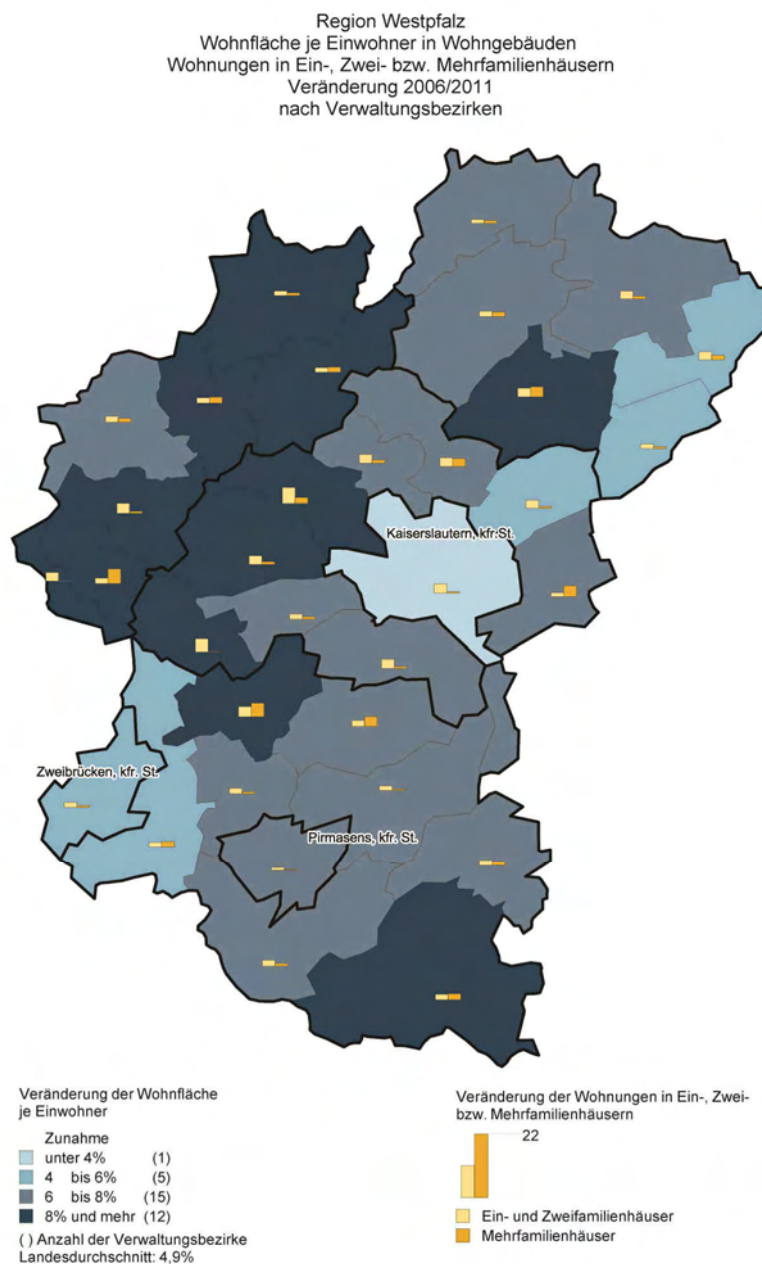 Region Westpfalz
Wohnfläche je Einwohner in Wohngebäuden
Wohnungen in Ein-, Zwei- bzw. Mehrfamilienhäusern
Veränderung 2006/2011
nach Verwaltungsbezirken
Kaiserslautern, kfr.St.
Zweibrücken, kfr. St.
Pirmasens, kfr. St.
Veränderung der Wohnfläche
je Einwohner
Zunahme
unter 4% (1)
4 bis 6% (5)
6 bis 8% (15)
8% und mehr (12)
( ) Anzahl der Verwaltungsbezirke
Landesdurchschnitt: 4,9%
Veränderung der Wohnungen in Ein-, Zwei-
bzw. Mehrfamilienhäusern
22
Ein- und Zweifamilienhäuser
Mehrfamilienhäuser